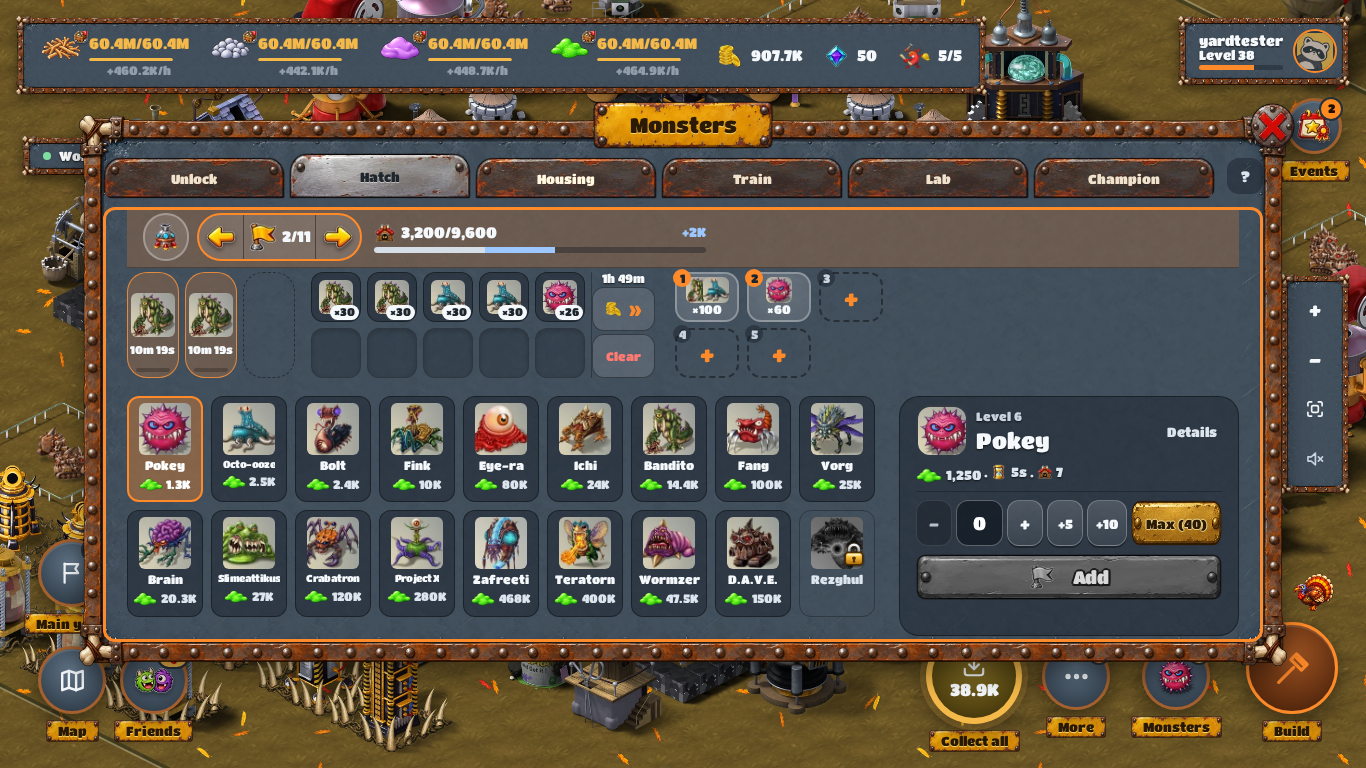 60.4M/60.4M 60.4M/60.4M 60.4M/60.4M 60.4M/60.4M 907.7K 50 5/5
+460.2K/h +442.1K/h +448.7K/h +464.9K/h
yardtester
Level 38
Monsters
2
Wo
Events
Unlock Hatch Housing Train Lab Champion ?
2/11 3,200/9,600 +2K
10m 19s 10m 19s
×30 ×30 ×30 ×30 ×26
1h 49m
Clear
1 ×100 2 ×60 3 +
4 + 5 +
Pokey Octo-ooze Bolt Fink Eye-ra Ichi Bandito Fang Vorg
1.3K 2.5K 2.4K 10K 80K 24K 14.4K 100K 25K
Brain Slimeattikus Crabatron Project X Zafreeti Teratorn Wormzer D.A.V.E. Rezghul
20.3K 27K 120K 280K 468K 400K 47.5K 150K
Level 6
Pokey
Details
1,250 · 5s · 7
- 0 + +5 +10 Max (40)
Add
+
-
Main y
Map Friends
38.9K
Collect all
More Monsters Build